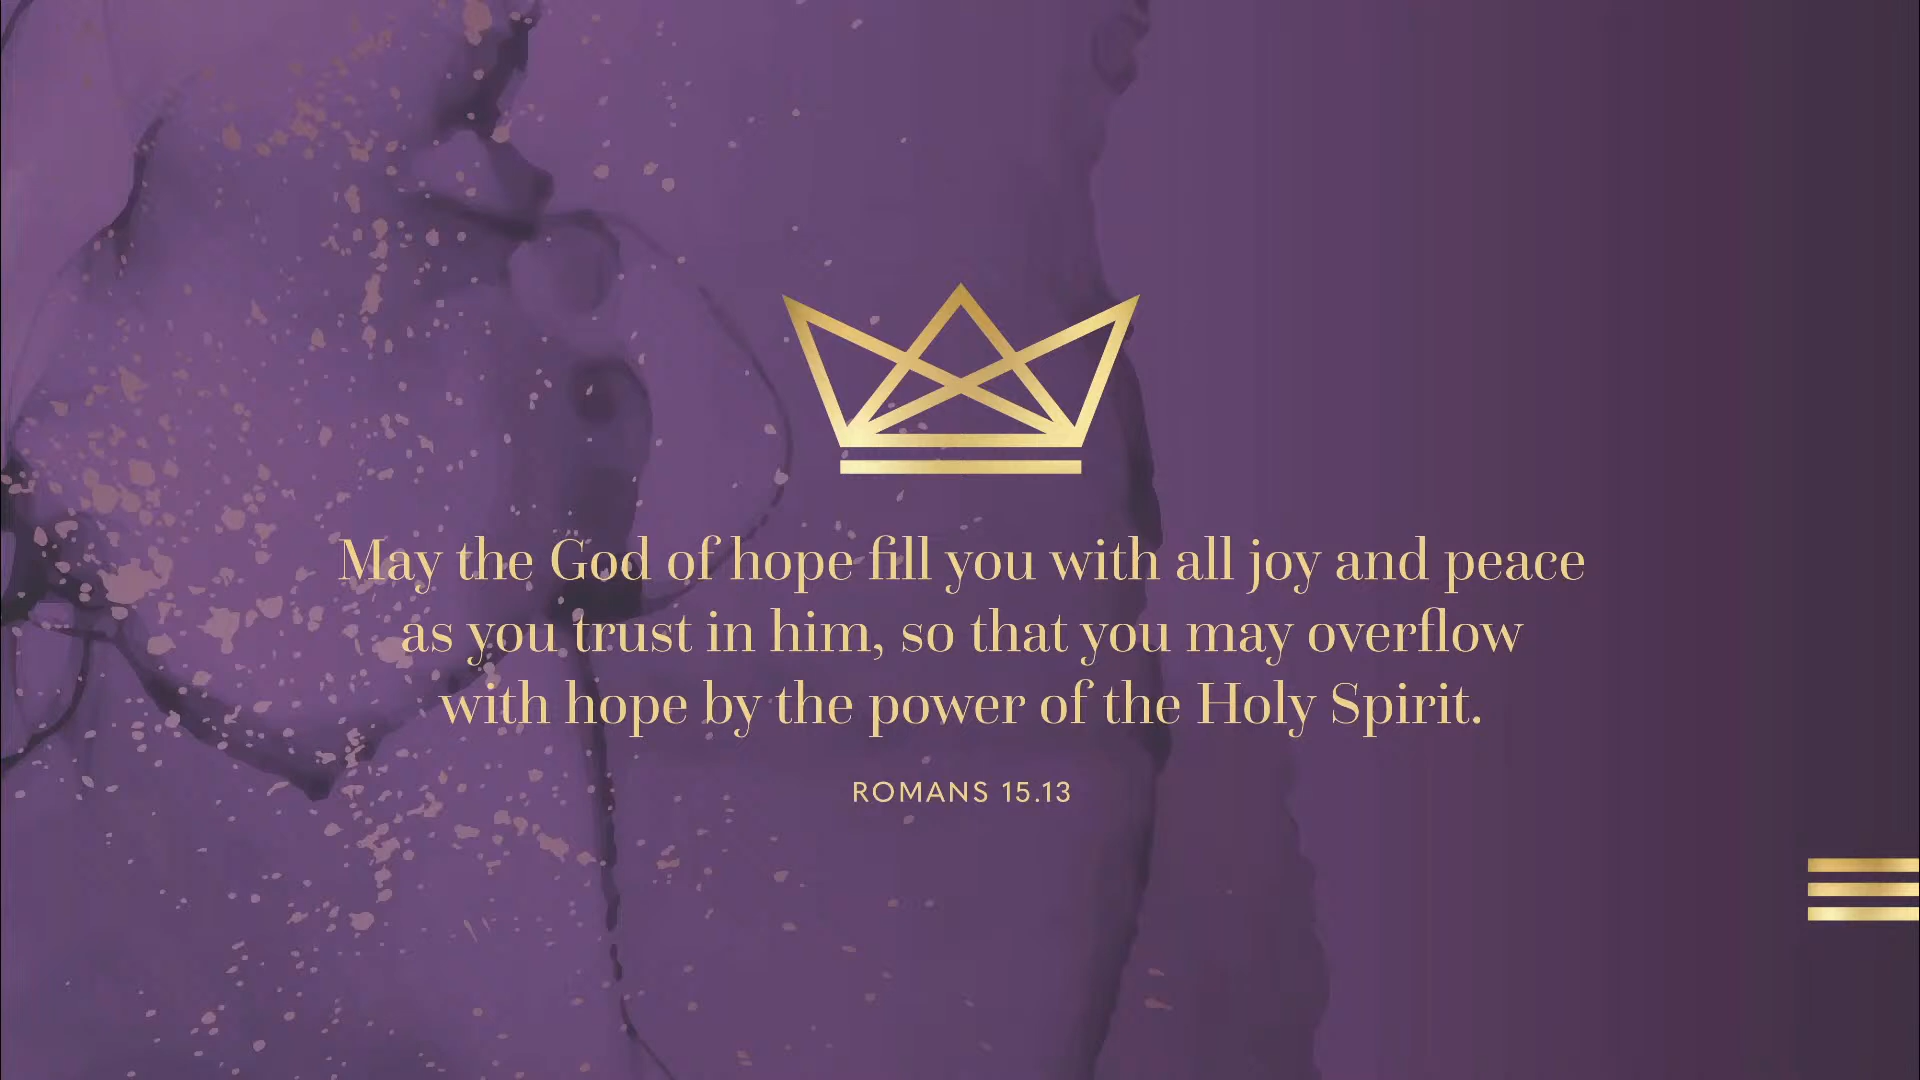 May the God of hope fill you with all joy and peace
as you trust in him, so that you may overflow
with hope by the power of the Holy Spirit.
ROMANS 15.13